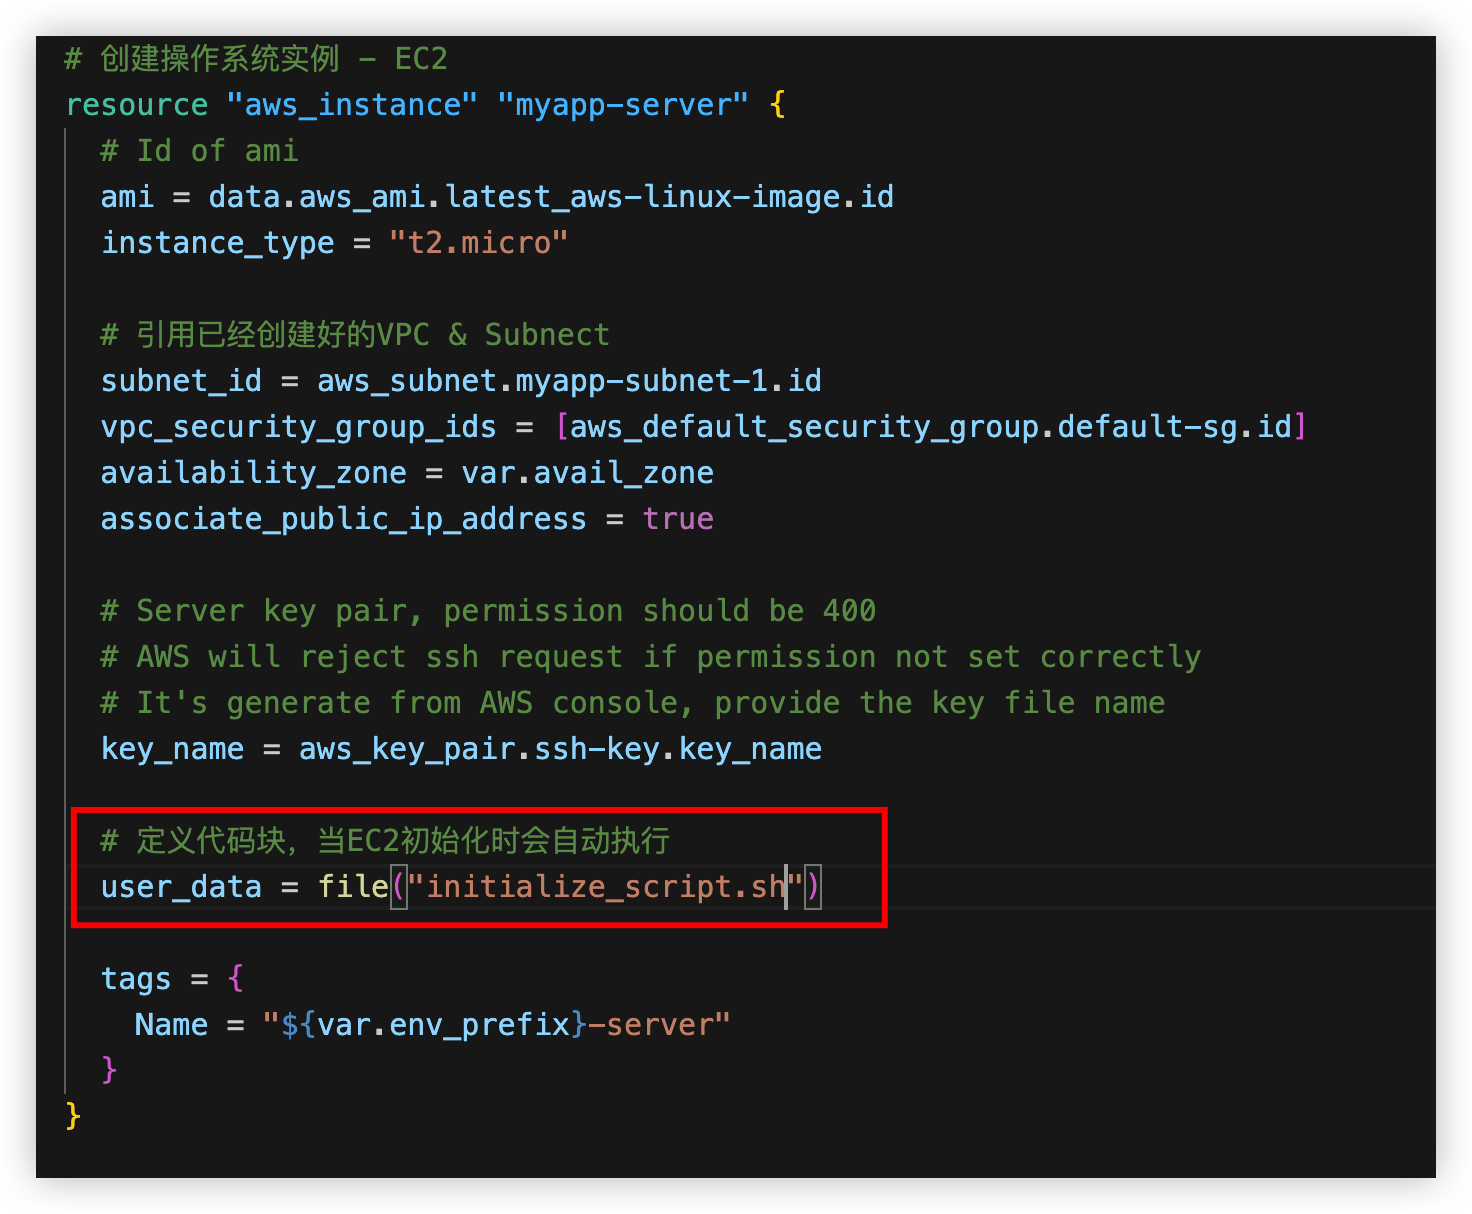 # 创建操作系统实例 - EC2
resource "aws_instance" "myapp-server" {
# Id of ami
ami = data.aws_ami.latest_aws-linux-image.id
instance_type = "t2.micro"
# 引用已经创建好的VPC & Subnect
subnet_id = aws_subnet.myapp-subnet-1.id
vpc_security_group_ids = [aws_default_security_group.default-sg.id]
availability_zone = var.avail_zone
associate_public_ip_address = true
# Server key pair, permission should be 400
# AWS will reject ssh request if permission not set correctly
# It's generate from AWS console, provide the key file name
key_name = aws_key_pair.ssh-key.key_name
# 定义代码块，当EC2初始化时会自动执行
user_data = file("initialize_script.sh")
tags = {
Name = "${var.env_prefix}-server"
}
}